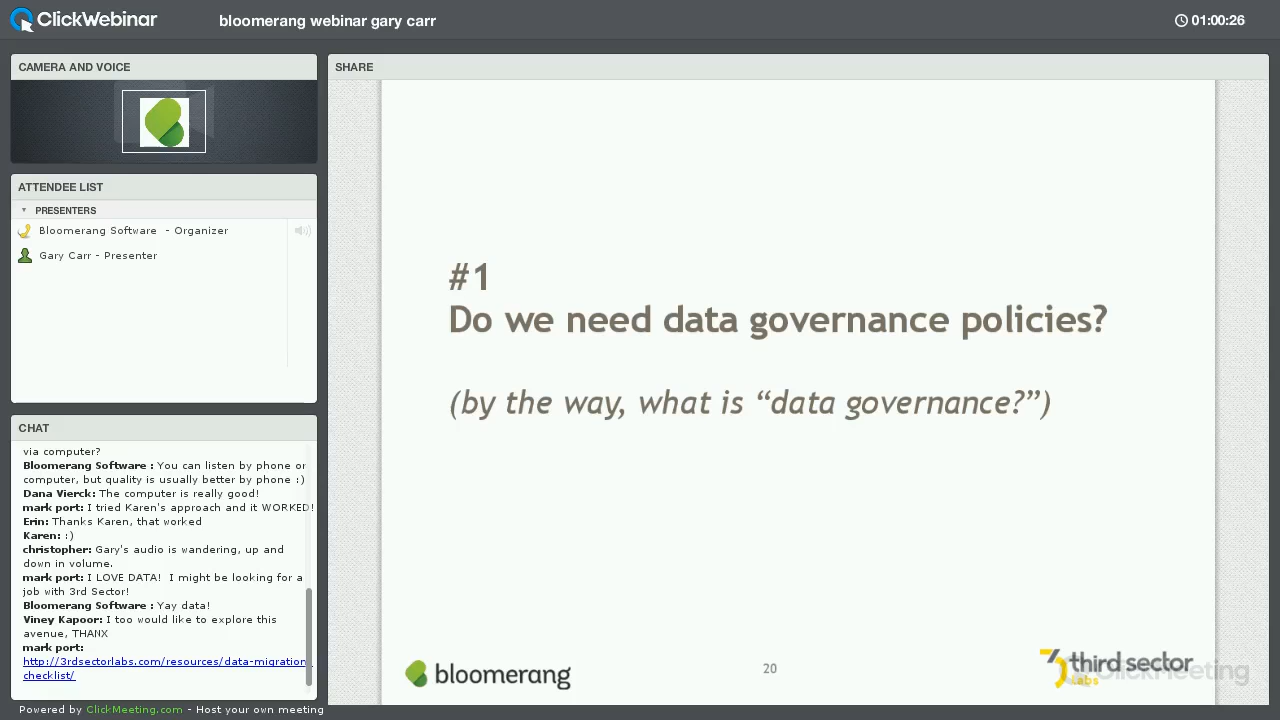 ClickWebinar
bloomerang webinar gary carr
01:00:26
CAMERA AND VOICE
SHARE
ATTENDEE LIST
PRESENTERS
Bloomerang Software - Organizer
Gary Carr - Presenter
CHAT
via computer?
Bloomerang Software : You can listen by phone or
computer, but quality is usually better by phone :)
Dana Vierck: The computer is really good!
mark port: I tried Karen's approach and it WORKED!
Erin: Thanks Karen, that worked
Karen: :)
christopher: Gary's audio is wandering, up and
down in volume.
mark port: I LOVE DATA! I might be looking for a
job with 3rd Sector!
Bloomerang Software : Yay data!
Viney Kapoor: I too would like to explore this
avenue, THANX
mark port:
http://3rdsectorlabs.com/resources/data-migration-
checklist/
#1
Do we need data governance policies?
(by the way, what is “data governance?”)
bloomerang
20
third sector
Labs
ClickMeeting
Powered by ClickMeeting.com - Host your own meeting